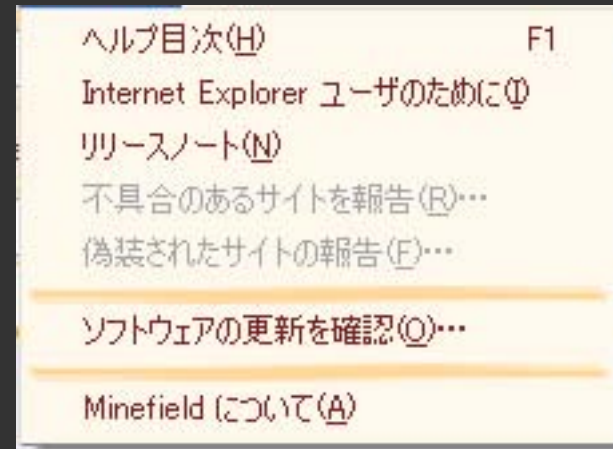 ヘルプ目次(H) F1
Internet Explorer ユーザのために(I)
リリースノート(N)
不具合のあるサイトを報告(R)…
偽装されたサイトの報告(F)…
ソフトウェアの更新を確認(O)…
Minefield について(A)